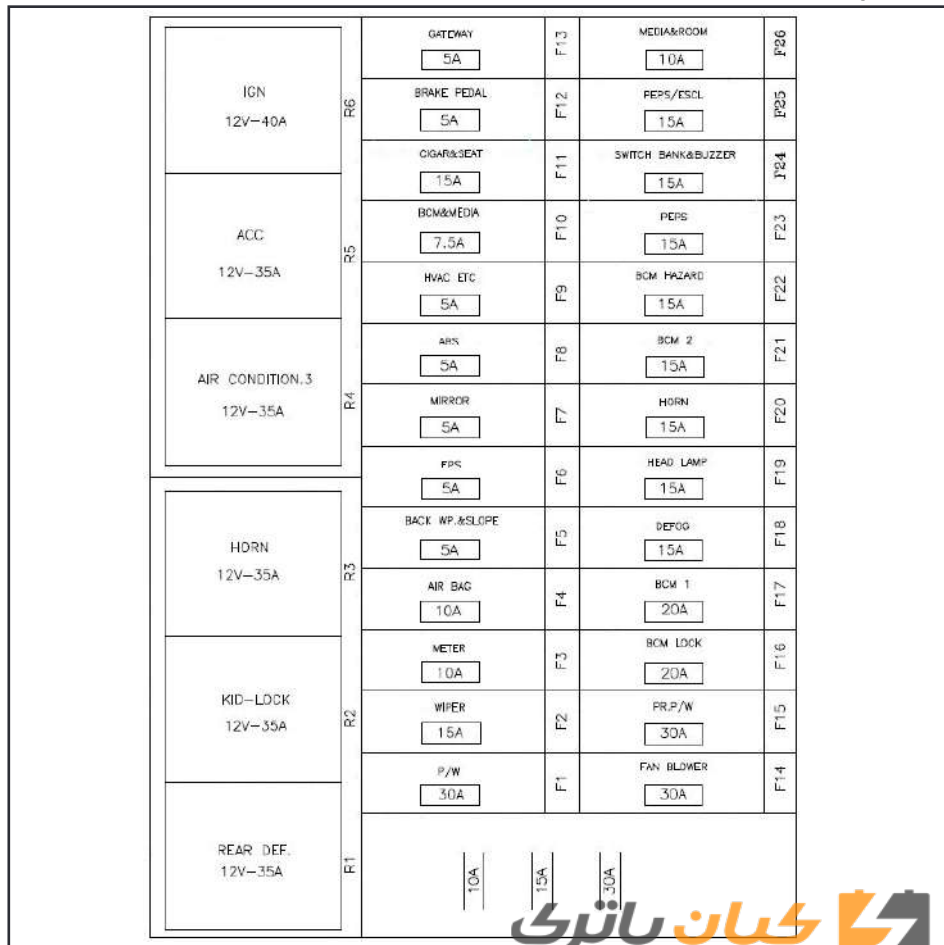 IGN
12V-40A
R6
ACC
12V-35A
R5
AIR CONDITION.3
12V-35A
R4
HORN
12V-35A
R3
KID-LOCK
12V-35A
R2
REAR DEF.
12V-35A
R1
GATEWAY
5A
F13
MEDIA&ROOM
10A
F26
BRAKE PEDAL
5A
F12
PEPS/ESCL
15A
F25
CIGAR&SEAT
15A
F11
SWITCH BANK&BUZZER
15A
F24
BCM&MEDIA
7.5A
F10
PEPS
15A
F23
HVAC ETC
5A
F9
BCM HAZARD
15A
F22
ABS
5A
F8
BCM 2
15A
F21
MIRROR
5A
F7
HORN
15A
F20
EPS
5A
F6
HEAD LAMP
15A
F19
BACK WP.&SLOPE
5A
F5
DEFOG
15A
F18
AIR BAG
10A
F4
BCM 1
20A
F17
METER
10A
F3
BCM LOCK
20A
F16
WIPER
15A
F2
PR.P/W
30A
F15
P/W
30A
F1
FAN BLOWER
30A
F14
10A
15A
30A
کیان باتری